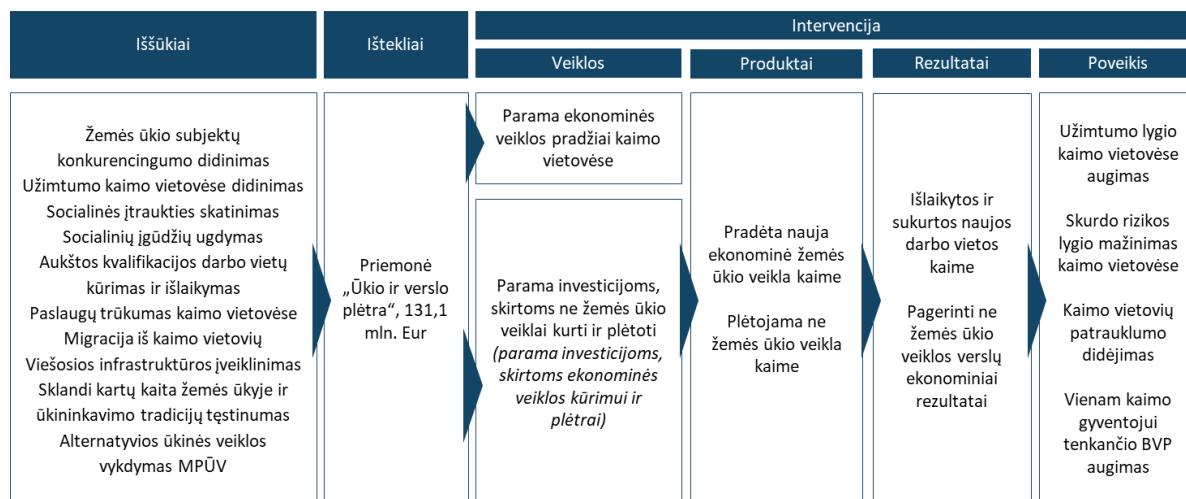 Iššūkiai
Ištekliai
Intervencija
Veiklos
Produktai
Rezultatai
Poveikis
Žemės ūkio subjektų
konkurencingumo didinimas
Užimtumo kaimo vietovėse didinimas
Socialinės įtraukties skatinimas
Socialinių įgūdžių ugdymas
Aukštos kvalifikacijos darbo vietų
kūrimas ir išlaikymas
Paslaugų trūkumas kaimo vietovėse
Migracija iš kaimo vietovių
Viešosios infrastruktūros įveiklinimas
Sklandi kartų kaita žemės ūkyje ir
ūkininkavimo tradicijų tęstinumas
Alternatyvios ūkinės veiklos
vykdymas MPŪV
Priemonė
„Ūkio ir verslo
plėtra“, 131,1
mln. Eur
Parama ekonominės
veiklos pradžiai kaimo
vietovėse
Parama investicijoms,
skirtoms ne žemės ūkio
veiklai kurti ir plėtoti
(parama investicijoms,
skirtoms ekonominės
veiklos kūrimui ir
plėtrai)
Pradėta nauja
ekonominė žemės
ūkio veikla kaime
Plėtojama ne
žemės ūkio veikla
kaime
Išlaikytos ir
sukurtos naujos
darbo vietos
kaime
Pagerinti ne
žemės ūkio
veiklos verslų
ekonominiai
rezultatai
Užimtumo lygio
kaimo vietovėse
augimas
Skurdo rizikos
lygio mažinimas
kaimo vietovėse
Kaimo vietovių
patrauklumo
didėjimas
Vienam kaimo
gyventojui
tenkančio BVP
augimas